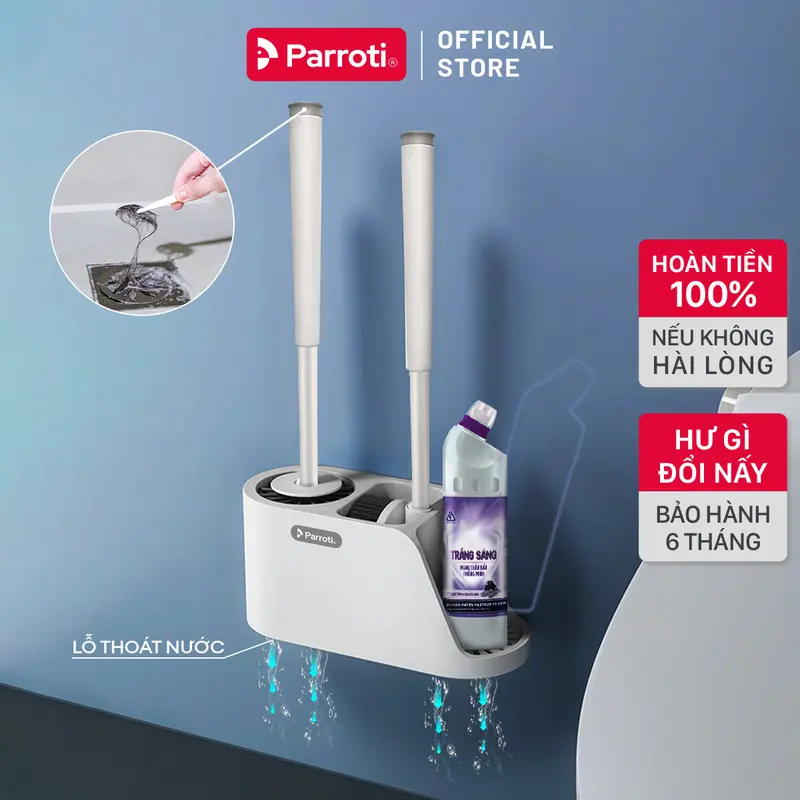 Parroti®
OFFICIAL
STORE
HOÀN TIỀN
100%
NẾU KHÔNG
HÀI LÒNG
HƯ GÌ
ĐỔI NẤY
BẢO HÀNH
6 THÁNG
Parroti®
TRẮNG SÁNG
LỖ THOÁT NƯỚC